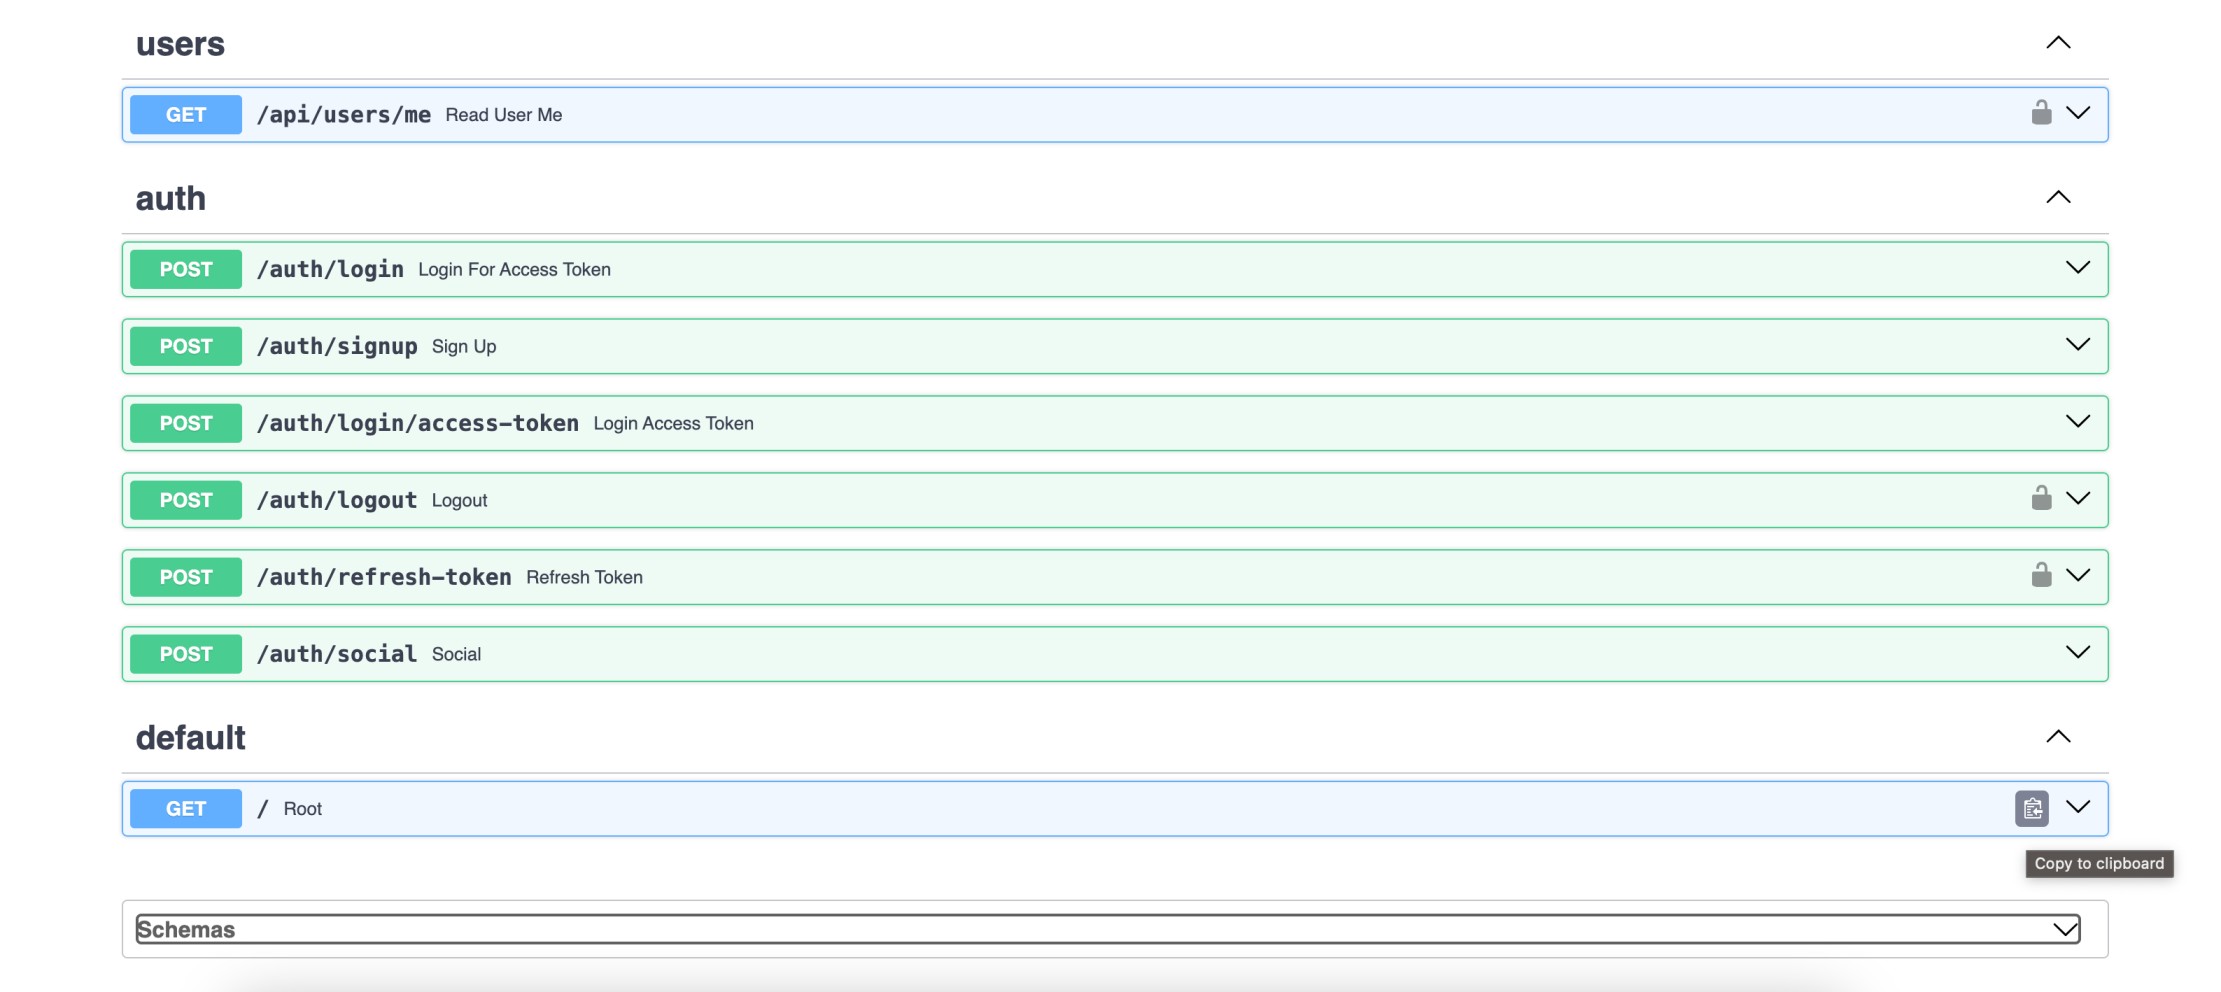 users
GET /api/users/me Read User Me
auth
POST /auth/login Login For Access Token
POST /auth/signup Sign Up
POST /auth/login/access-token Login Access Token
POST /auth/logout Logout
POST /auth/refresh-token Refresh Token
POST /auth/social Social
default
GET / Root
Copy to clipboard
Schemas